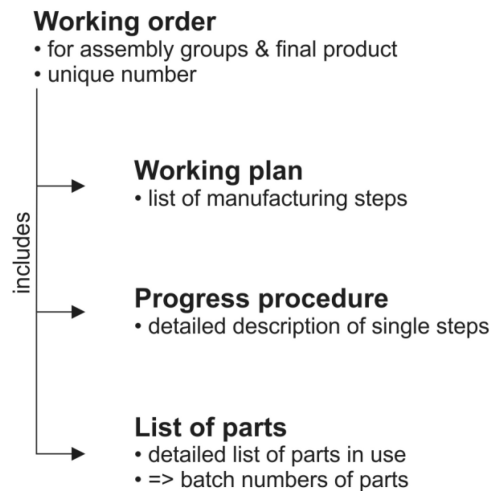 Working order
• for assembly groups & final product
• unique number
includes
Working plan
• list of manufacturing steps
Progress procedure
• detailed description of single steps
List of parts
• detailed list of parts in use
• => batch numbers of parts